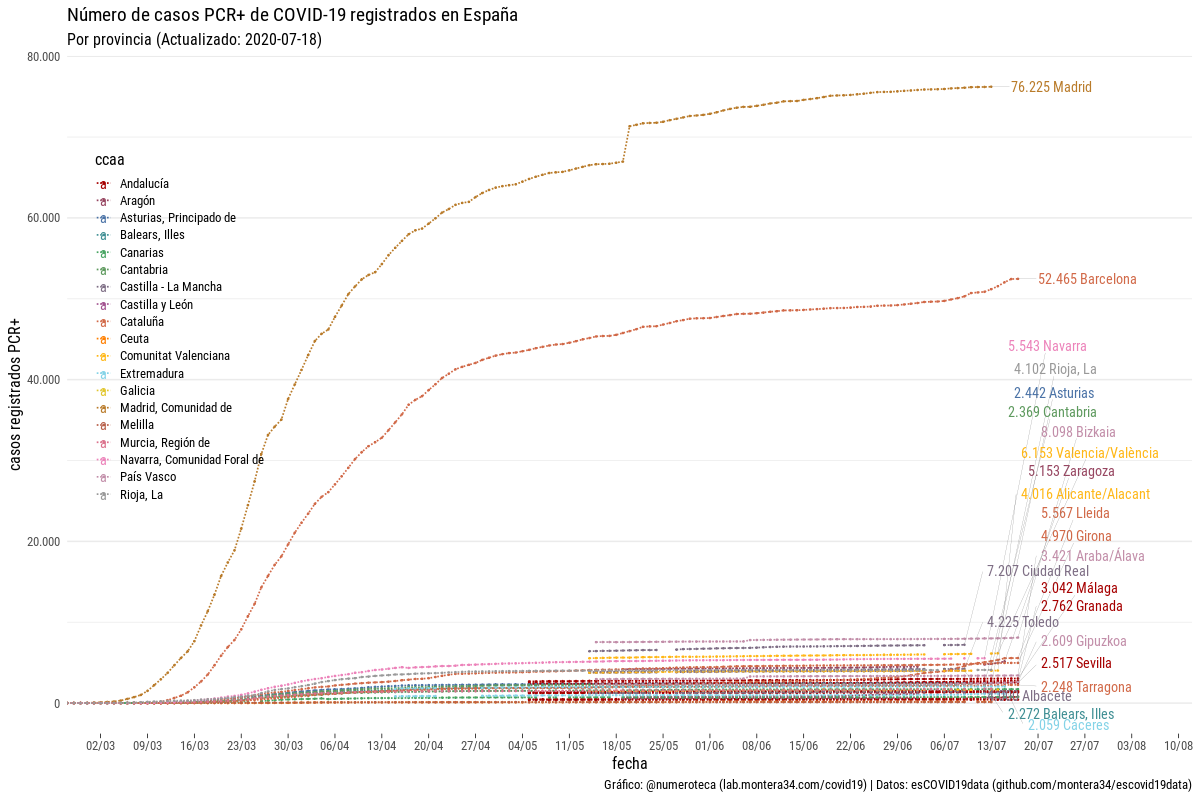 Número de casos PCR+ de COVID-19 registrados en España
Por provincia (Actualizado: 2020-07-18)
casos registrados PCR+
80.000
60.000
40.000
20.000
0
ccaa
Andalucía
Aragón
Asturias, Principado de
Balears, Illes
Canarias
Cantabria
Castilla - La Mancha
Castilla y León
Cataluña
Ceuta
Comunitat Valenciana
Extremadura
Galicia
Madrid, Comunidad de
Melilla
Murcia, Región de
Navarra, Comunidad Foral de
País Vasco
Rioja, La
76.225 Madrid
52.465 Barcelona
5.543 Navarra
4.102 Rioja, La
2.442 Asturias
2.369 Cantabria
8.098 Bizkaia
6.153 Valencia/València
5.153 Zaragoza
4.016 Alicante/Alacant
5.567 Lleida
4.970 Girona
3.421 Araba/Álava
7.207 Ciudad Real
3.042 Málaga
2.762 Granada
4.225 Toledo
2.609 Gipuzkoa
2.517 Sevilla
2.248 Tarragona
Albacete
2.272 Balears, Illes
2.059 Cáceres
02/03 09/03 16/03 23/03 30/03 6/04 13/04 20/04 27/04 04/05 11/05 18/05 25/05 01/06 08/06 15/06 22/06 29/06 06/07 13/07 20/07 27/07 03/08 10/08
fecha
Gráfico: @numeroteca (lab.montera34.com/covid19) | Datos: esCOVID19data (github.com/montera34/escovid19data)